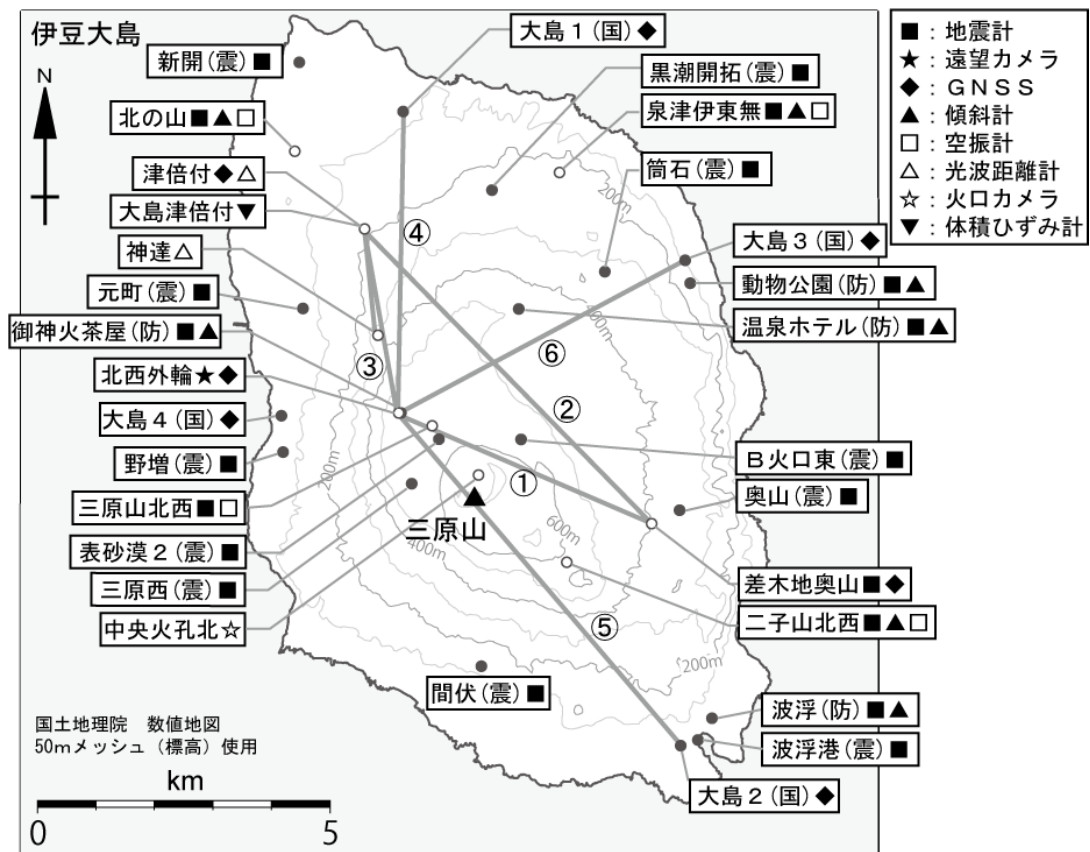 伊豆大島
N
大島１(国)◆
新開(震)■
黒潮開拓(震)■
北の山■▲□
泉津伊東無■▲□
津倍付◆△
筒石(震)■
大島津倍付▼
大島３(国)◆
神達△
動物公園(防)■▲
元町(震)■
温泉ホテル(防)■▲
御神火茶屋(防)■▲
北西外輪★◆
大島４(国)◆
野増(震)■
Ｂ火口東(震)■
三原山北西■□
奥山(震)■
三原山
表砂漠２(震)■
差木地奥山■◆
三原西(震)■
二子山北西■▲□
中央火孔北☆
間伏(震)■
波浮(防)■▲
波浮港(震)■
大島２(国)◆
①
②
③
④
⑤
⑥
200m
400m
600m
200m
400m
200m
国土地理院　数値地図
50mメッシュ（標高）使用
km
0
5
■：地震計
★：遠望カメラ
◆：ＧＮＳＳ
▲：傾斜計
□：空振計
△：光波距離計
☆：火口カメラ
▼：体積ひずみ計